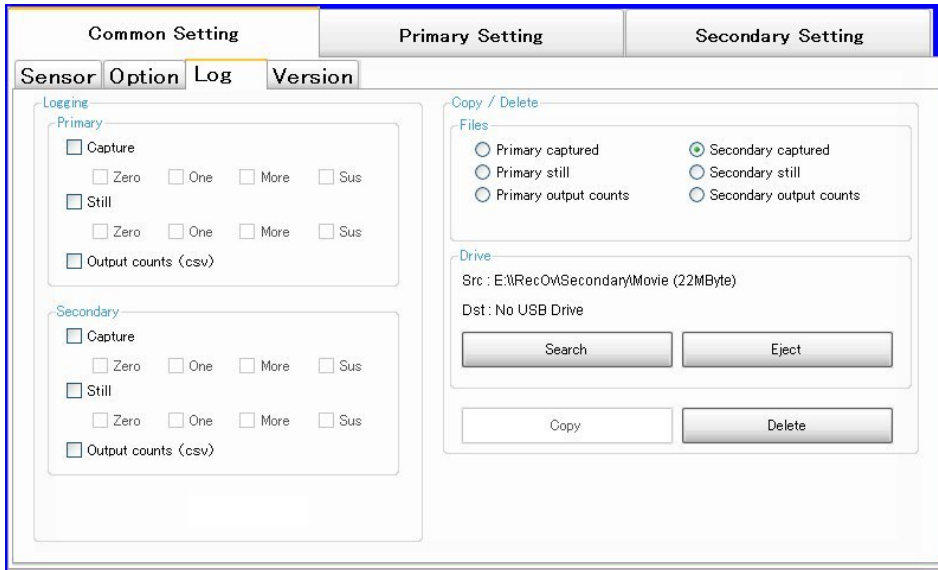 Common Setting
Primary Setting
Secondary Setting
Sensor
Option
Log
Version
Logging
Primary
Capture
Zero One More Sus
Still
Zero One More Sus
Output counts (csv)
Secondary
Capture
Zero One More Sus
Still
Zero One More Sus
Output counts (csv)
Copy / Delete
Files
Primary captured
Secondary captured
Primary still
Secondary still
Primary output counts
Secondary output counts
Drive
Src : E:\\RecOv\Secondary\Movie (22MByte)
Dst : No USB Drive
Search
Eject
Copy
Delete